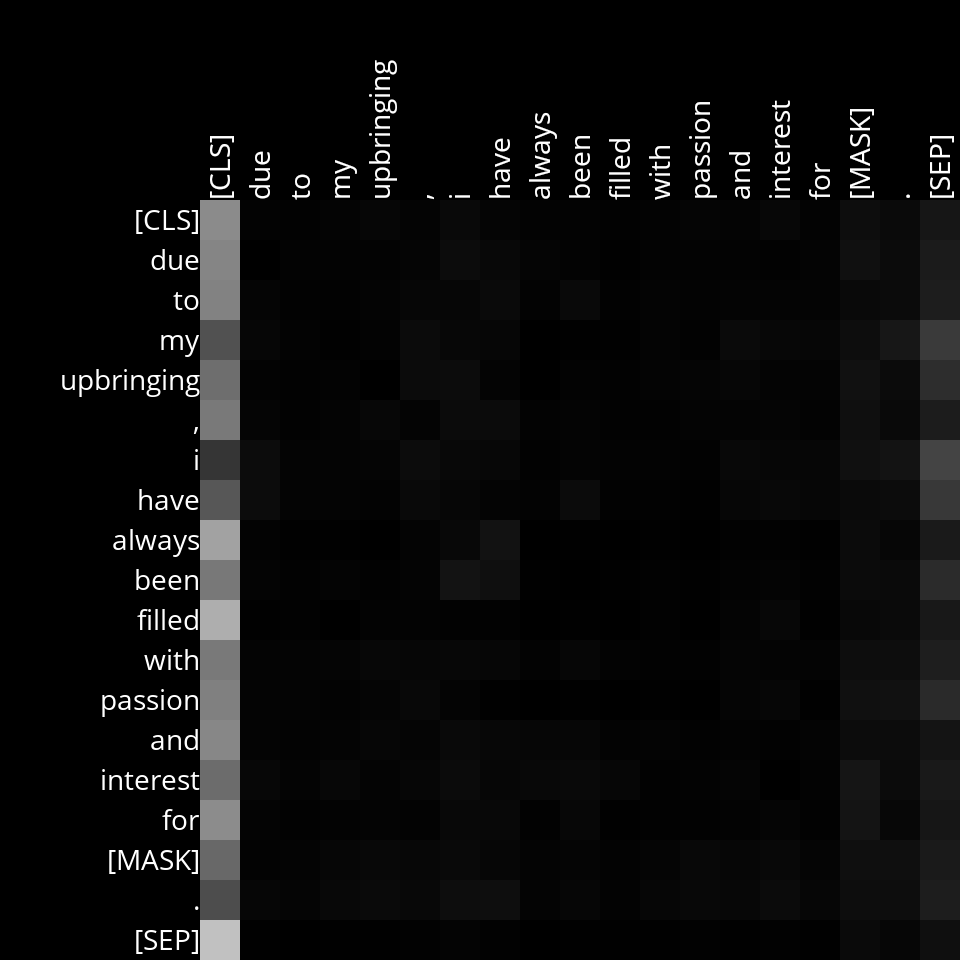 [CLS] due to my upbringing , i have always been filled with passion and interest for [MASK] . [SEP]
[CLS]
due
to
my
upbringing
,
i
have
always
been
filled
with
passion
and
interest
for
[MASK]
.
[SEP]